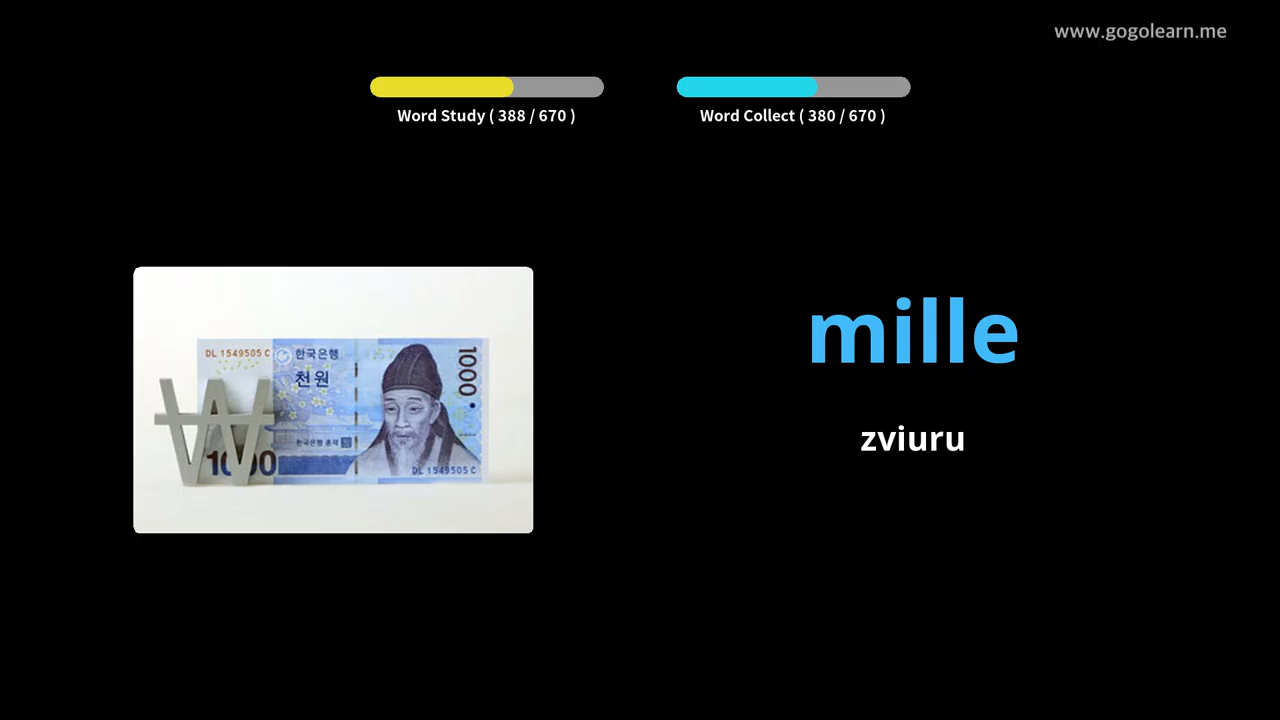 www.gogolearn.me
Word Study ( 388 / 670 )
Word Collect ( 380 / 670 )
mille
zviuru
DL 1549505 C
한국은행
천원
1000
한국은행 총재
DL 1549505 C